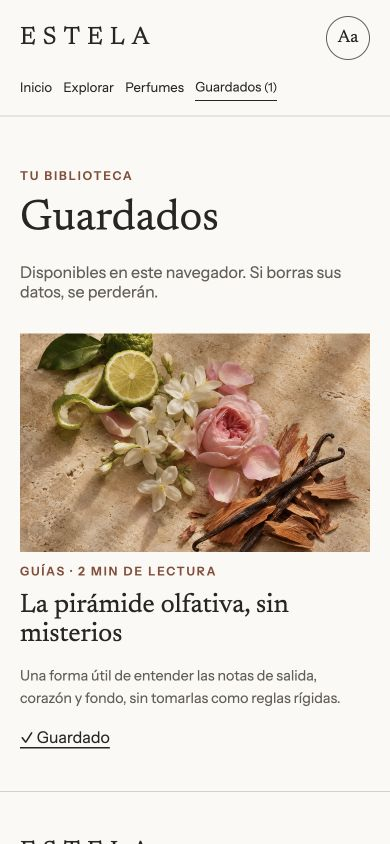 ESTELA
Aa
Inicio Explorar Perfumes Guardados (1)
TU BIBLIOTECA
Guardados
Disponibles en este navegador. Si borras sus
datos, se perderán.
GUÍAS · 2 MIN DE LECTURA
La pirámide olfativa, sin
misterios
Una forma útil de entender las notas de salida,
corazón y fondo, sin tomarlas como reglas rígidas.
✓ Guardado
ESTELA